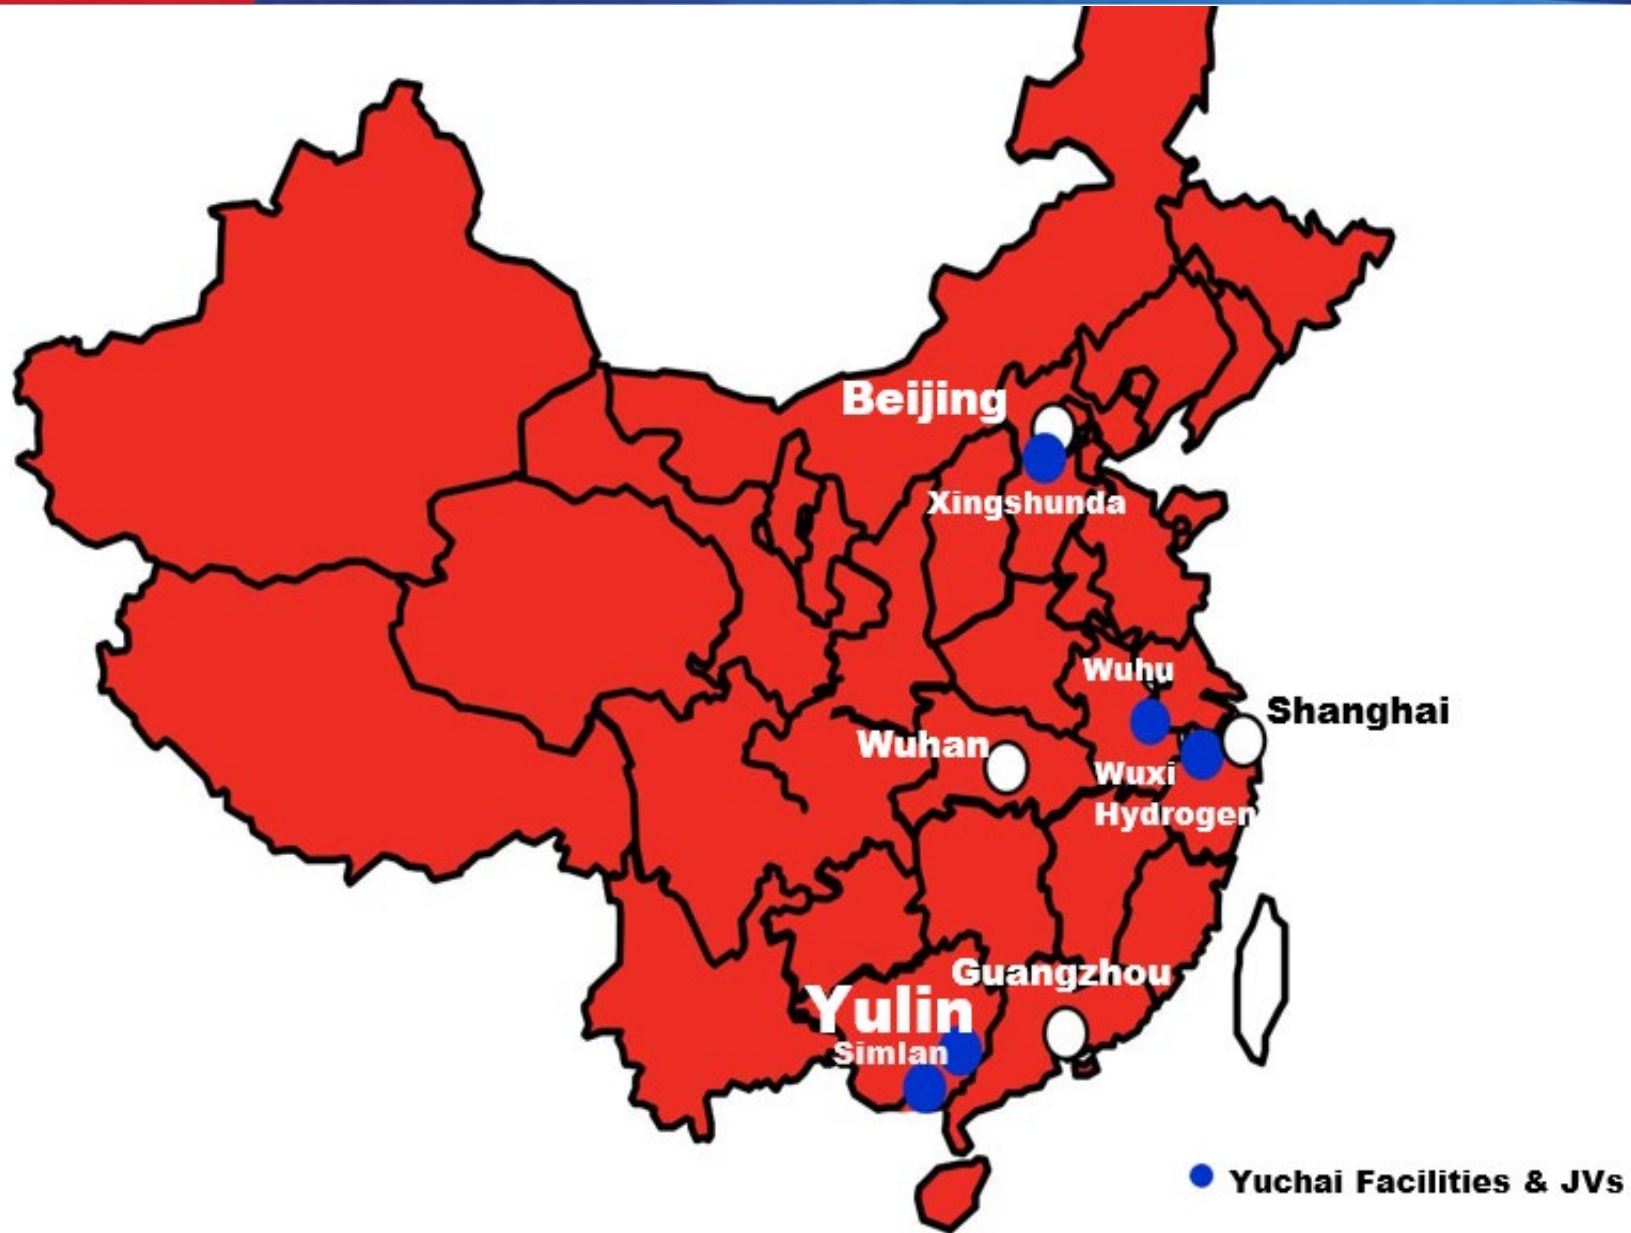 Beijing
Xingshunda
Wuhu
Shanghai
Wuhan
Wuxi
Hydrogen
Guangzhou
Yulin
Simlan
Yuchai Facilities & JVs